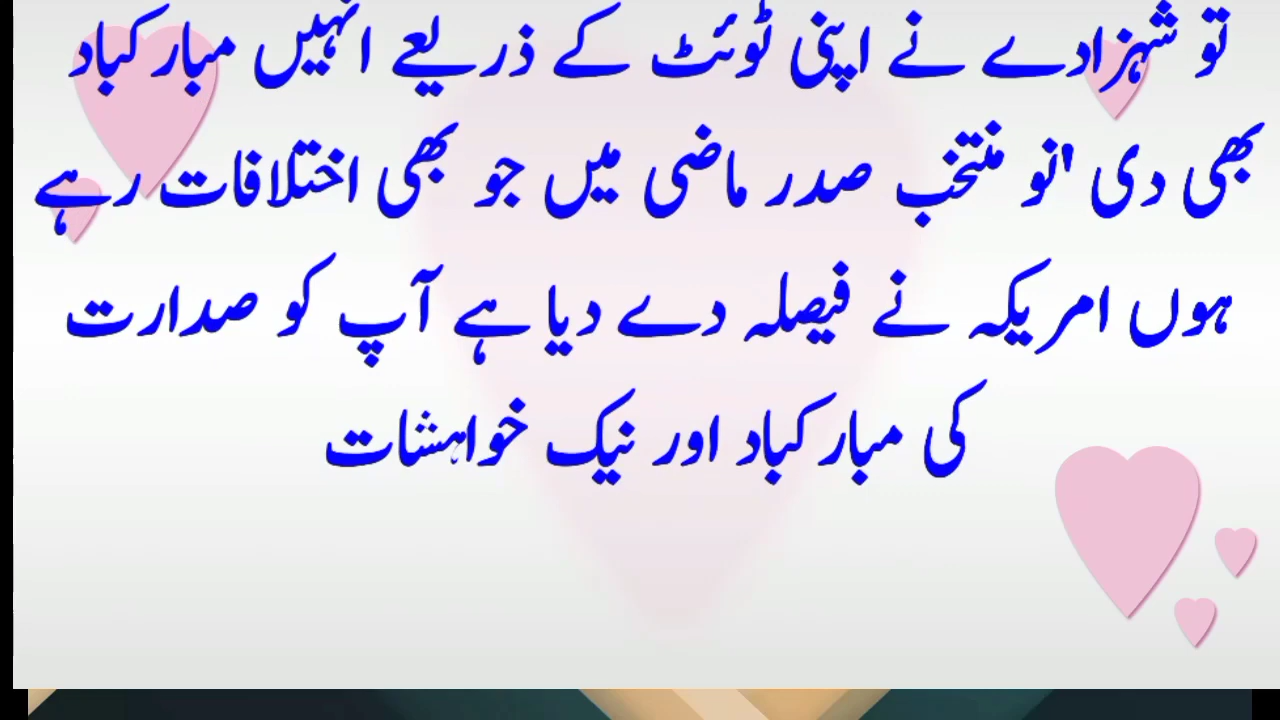 تو شہزادے نے اپنی ٹوئٹ کے ذریعے انہیں مبارکباد
بھی دی 'نو منتخب صدر ماضی میں جو بھی اختلافات رہے
ہوں امریکہ نے فیصلہ دے دیا ہے آپ کو صدارت
کی مبارکباد اور نیک خواہشات